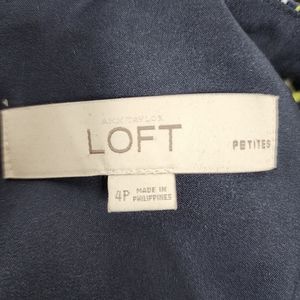 ANN TAYLOR
LOFT
PETITES
4P
MADE IN
PHILIPPINES